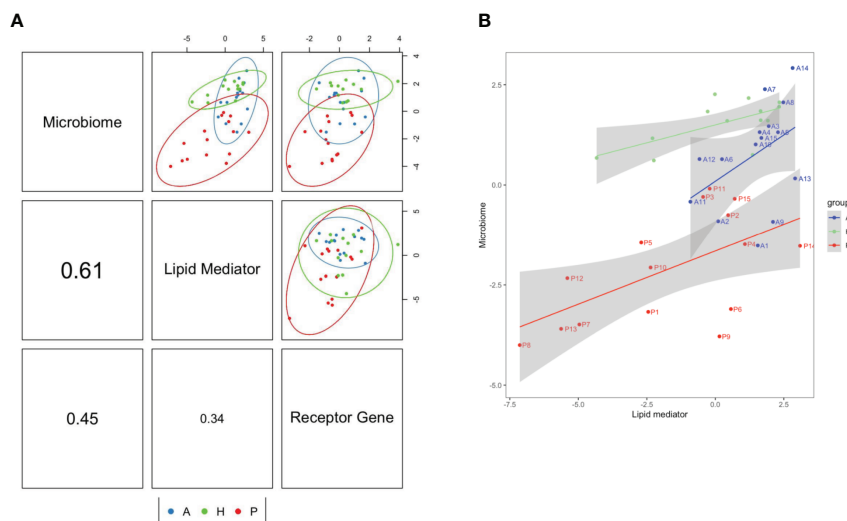 A
B
-5 0 5
-2 0 2 4
Microbiome
2
0
-2
-4
0.61
Lipid Mediator
5
0
-5
0.45
0.34
Receptor Gene
A H P
Microbiome
2.5
0.0
-2.5
-5.0
A14
A7
A8
A3
A4 A5
A15
A10
A12 A6
A13
P11
P3 P15
A11
P2
A2 A9
P5 P4 A1 P14
P10
P12
P1 P6
P13 P7
P9
P8
-7.5 -5.0 -2.5 0.0 2.5
Lipid mediator
group